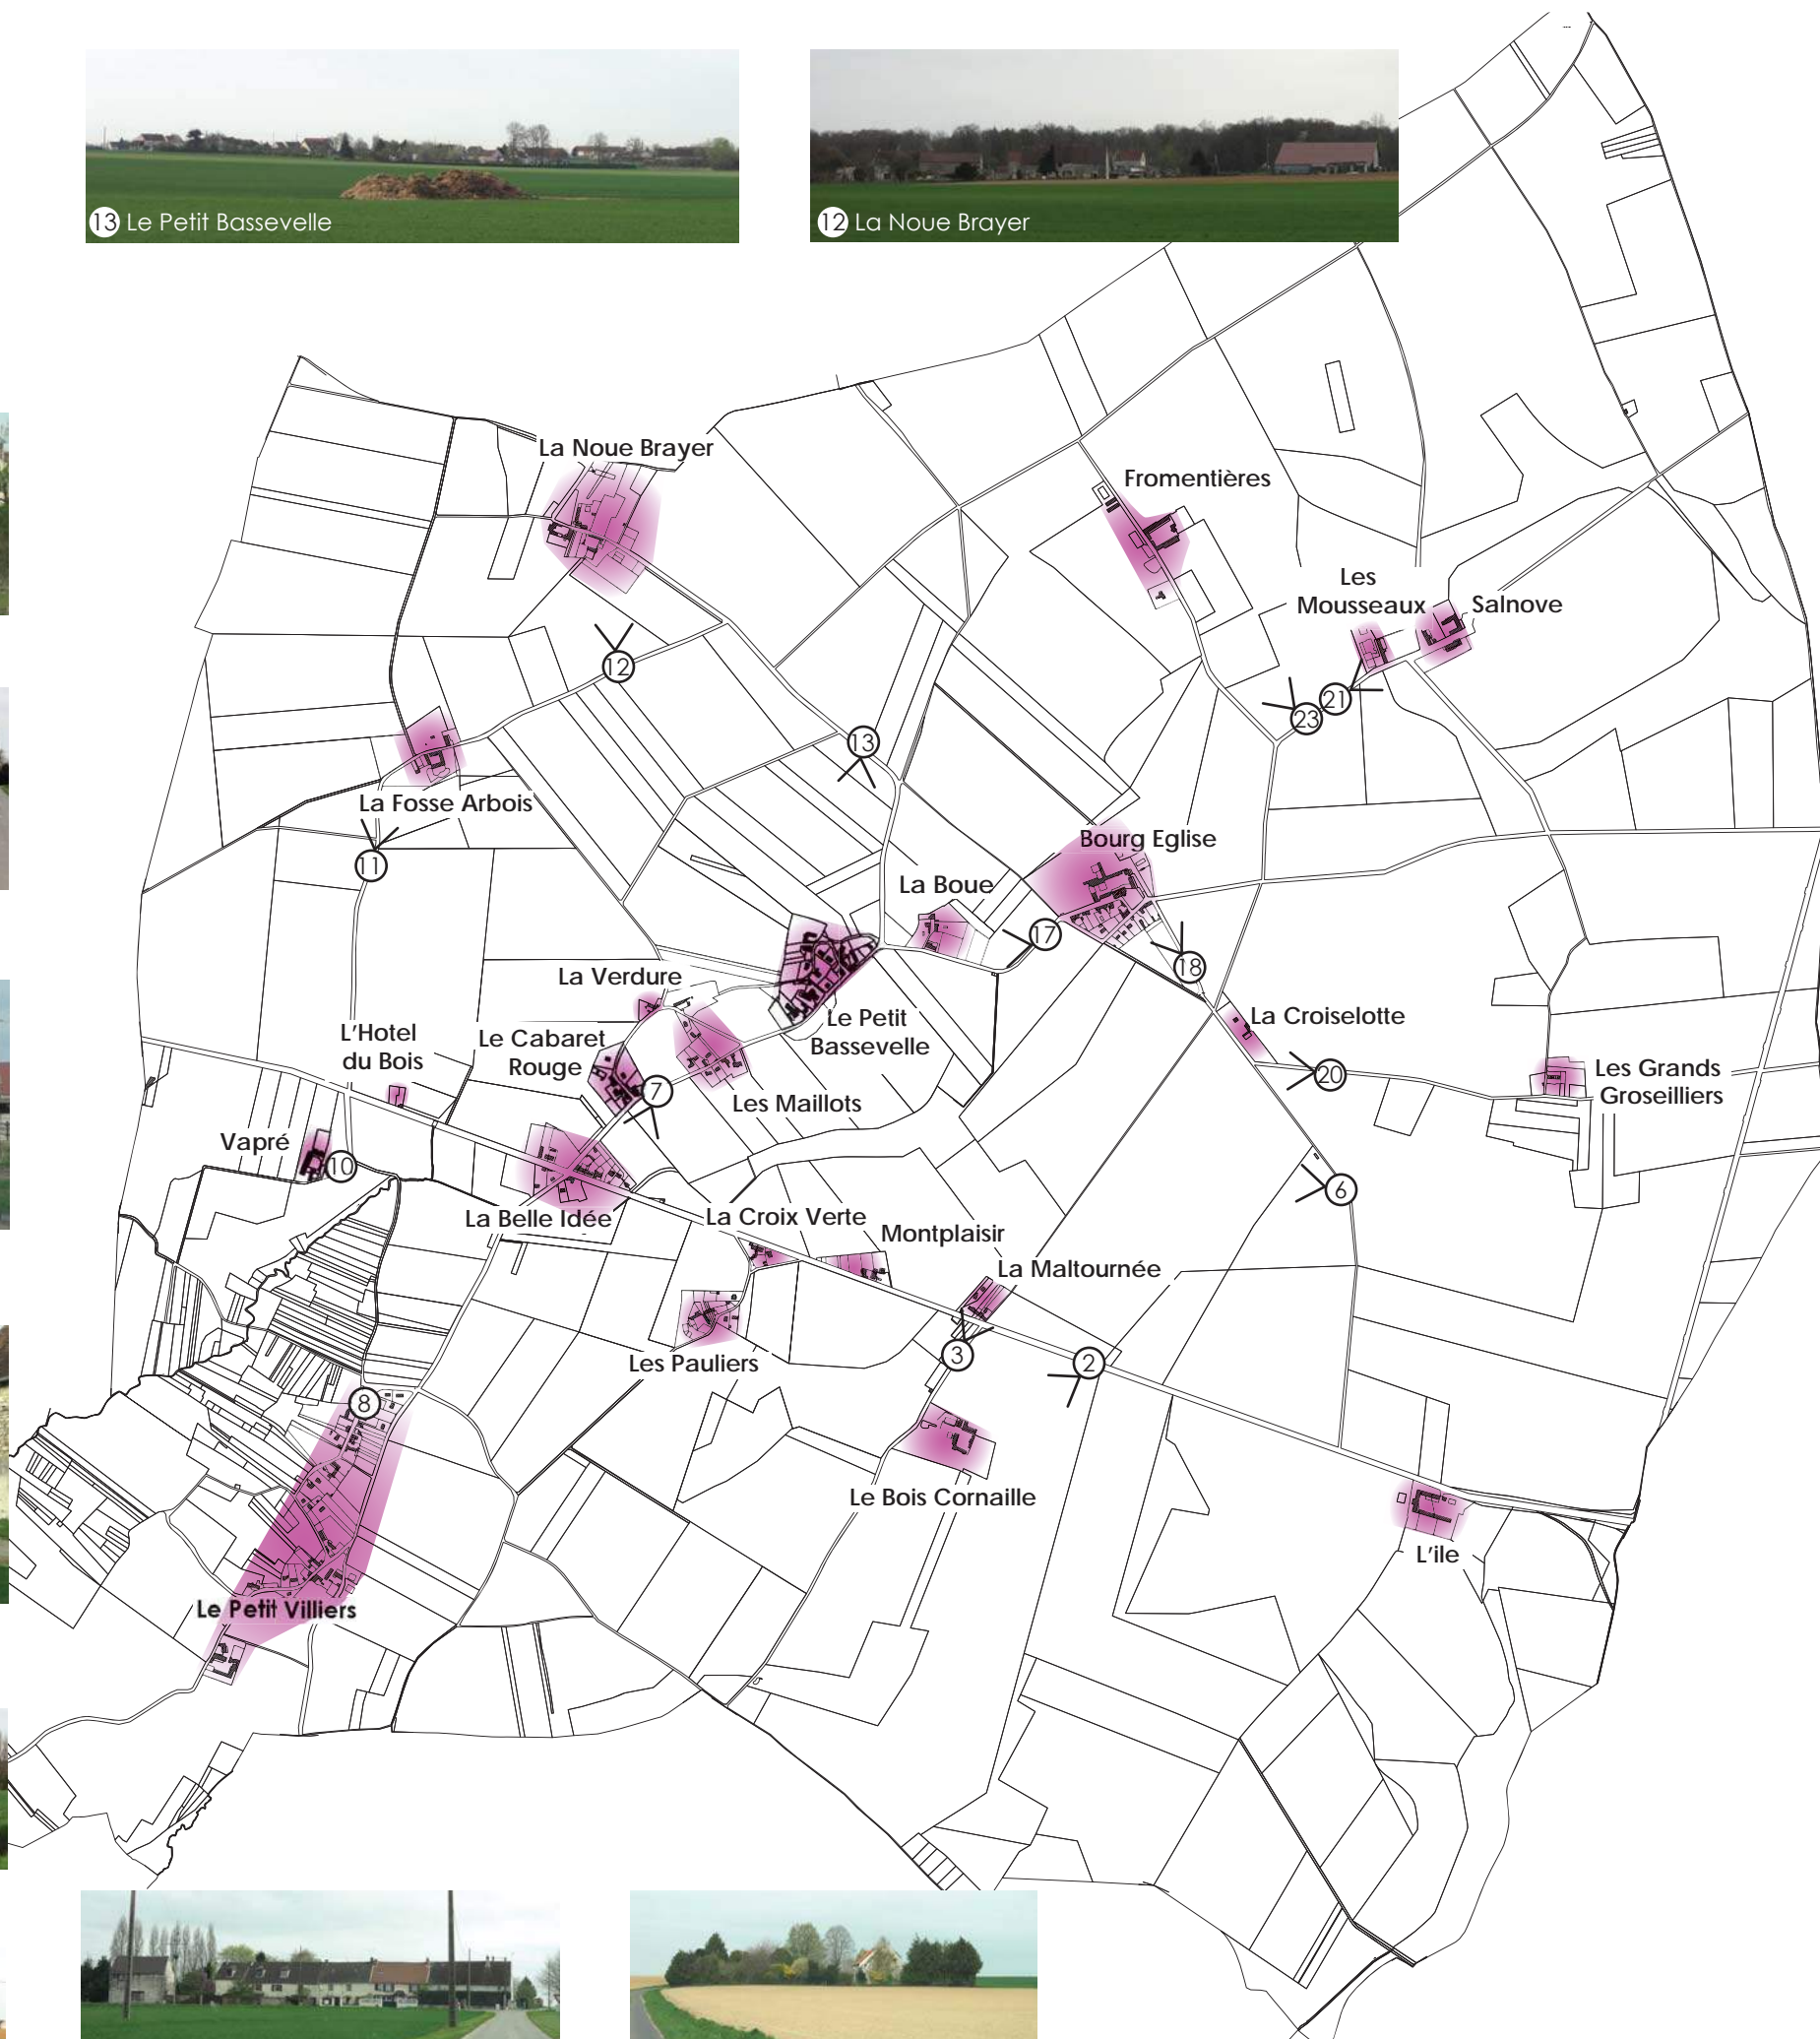 13 Le Petit Bassevelle
12 La Noue Brayer
La Noue Brayer
Fromentières
Les
Mousseaux
Salnove
12
21
23
13
La Fosse Arbois
Bourg Eglise
11
La Boue
17
18
La Verdure
Le Petit
Bassevelle
La Croiselotte
L'Hotel
du Bois
Le Cabaret
Rouge
20
Les Grands
Groseilliers
7
Les Maillots
Vapré
10
6
La Belle Idée
La Croix Verte
Montplaisir
La Maltournée
Les Pauliers
3
2
8
Le Bois Cornaille
L'ile
Le Petit Villiers